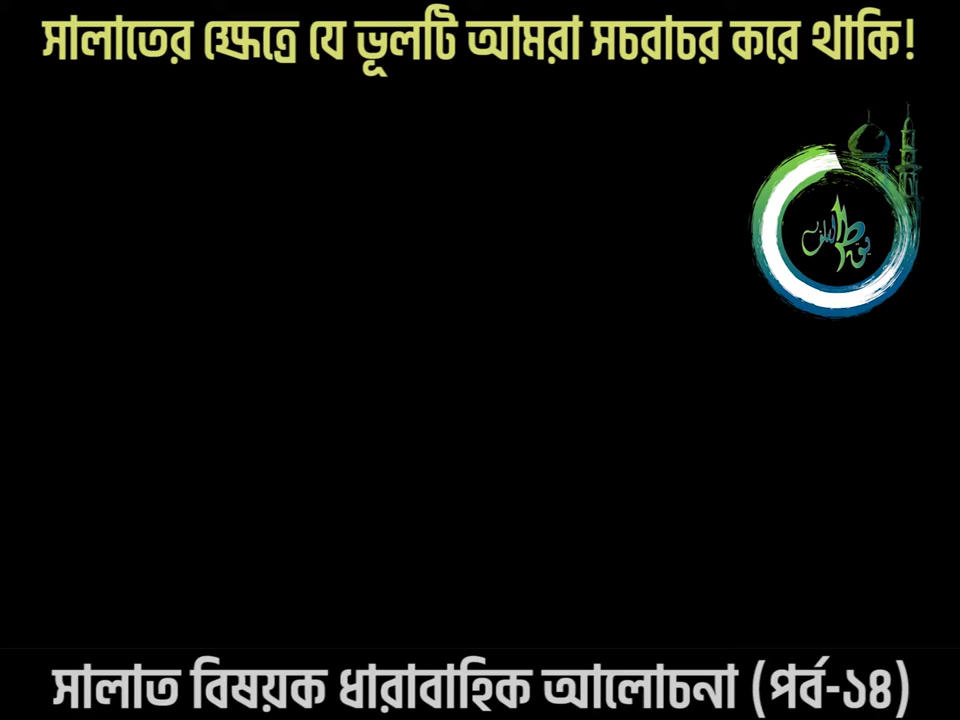 সালাতের ক্ষেত্রে যে ভূলটি আমরা সচরাচর করে থাকি!
সালাত বিষয়ক ধারাবাহিক আলোচনা (পর্ব-১৪)